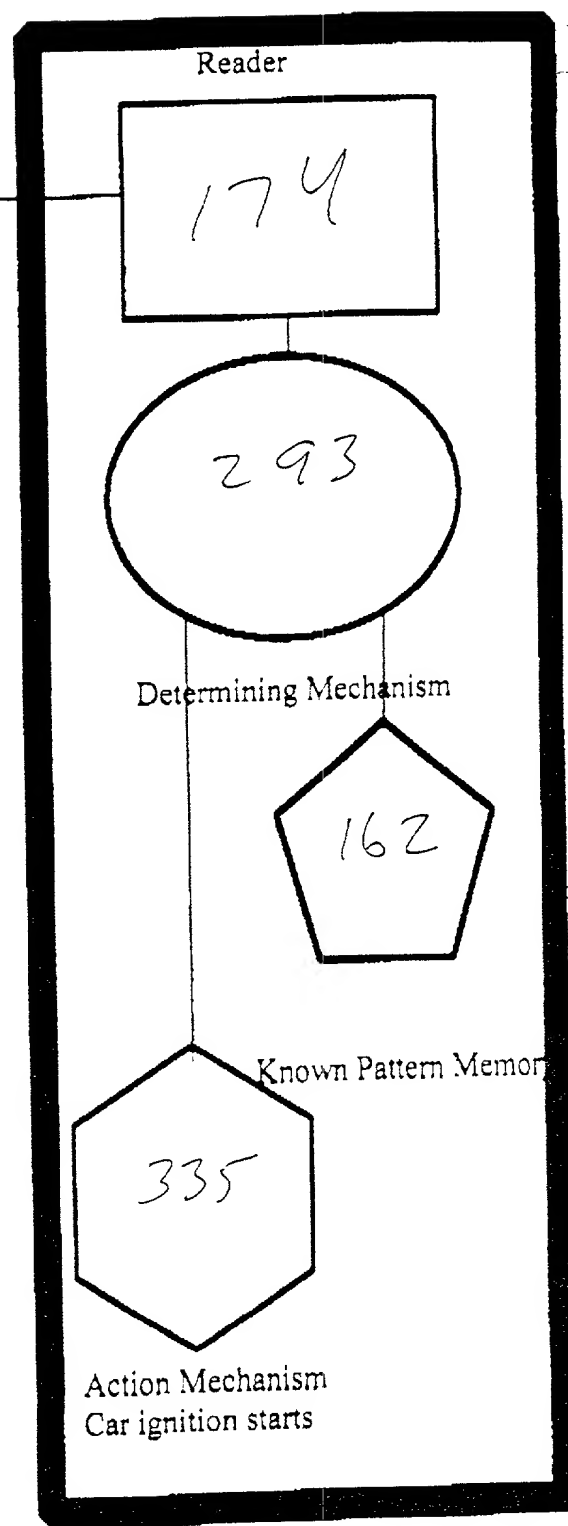 Reader
174
293
Determining Mechanism
162
Known Pattern Memor
335
Action Mechanism
Car ignition starts